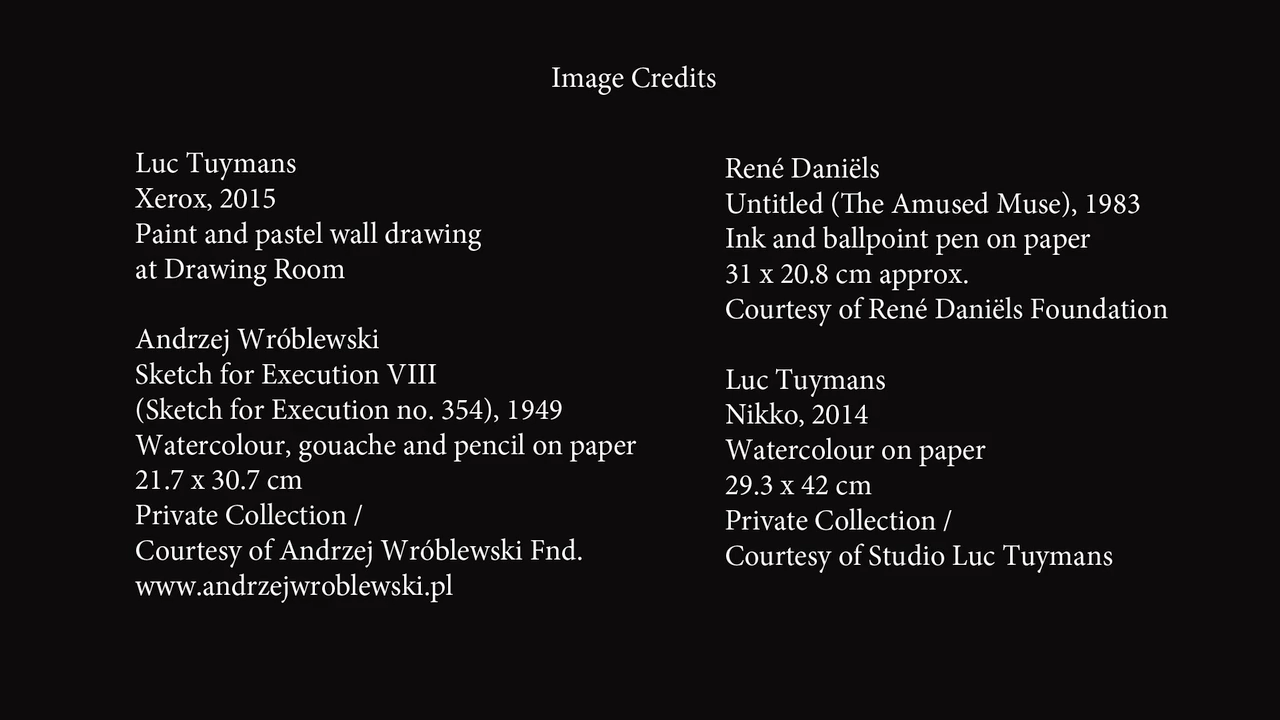 Image Credits
Luc Tuymans
Xerox, 2015
Paint and pastel wall drawing
at Drawing Room
Andrzej Wróblewski
Sketch for Execution VIII
(Sketch for Execution no. 354), 1949
Watercolour, gouache and pencil on paper
21.7 x 30.7 cm
Private Collection /
Courtesy of Andrzej Wróblewski Fnd.
www.andrzejwroblewski.pl
René Daniëls
Untitled (The Amused Muse), 1983
Ink and ballpoint pen on paper
31 x 20.8 cm approx.
Courtesy of René Daniëls Foundation
Luc Tuymans
Nikko, 2014
Watercolour on paper
29.3 x 42 cm
Private Collection /
Courtesy of Studio Luc Tuymans